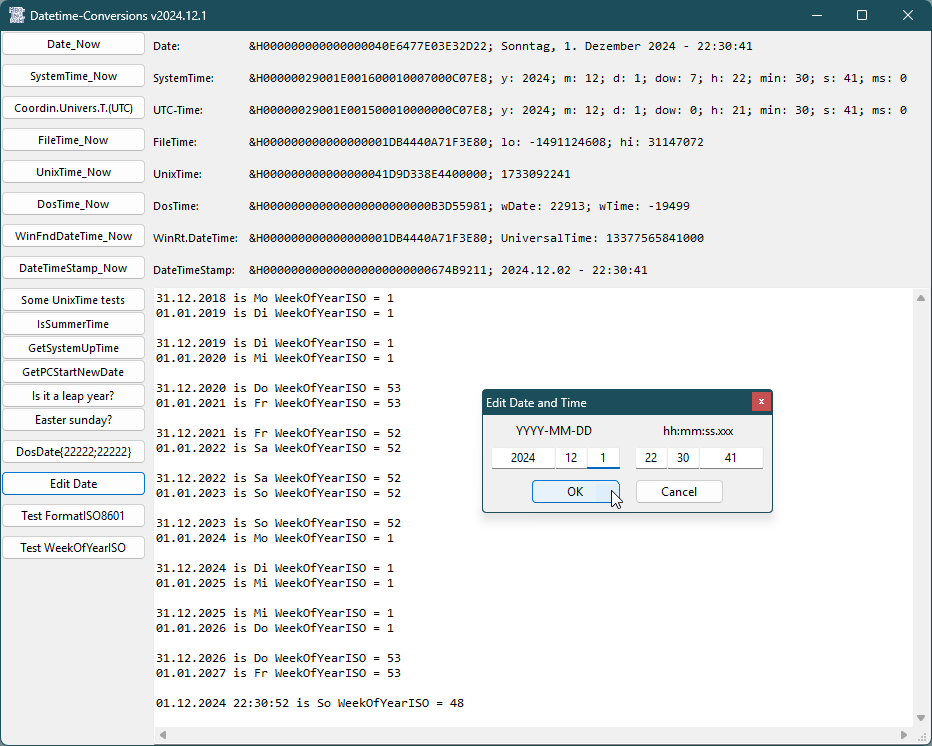 Datetime-Conversions v2024.12.1
Date_Now
Date: &H000000000000000040E6477E03E32D22; Sonntag, 1. Dezember 2024 - 22:30:41
SystemTime_Now
SystemTime: &H00000029001E001600010007000C07E8; y: 2024; m: 12; d: 1; dow: 7; h: 22; min: 30; s: 41; ms: 0
Coordin.Univers.T.(UTC)
UTC-Time: &H00000029001E001500010000000C07E8; y: 2024; m: 12; d: 1; dow: 0; h: 21; min: 30; s: 41; ms: 0
FileTime_Now
FileTime: &H000000000000000001DB4440A71F3E80; lo: -1491124608; hi: 31147072
UnixTime_Now
UnixTime: &H000000000000000041D9D338E4400000; 1733092241
DosTime_Now
DosTime: &H000000000000000000000000B3D55981; wDate: 22913; wTime: -19499
WinFndDateTime_Now
WinRt.DateTime: &H000000000000000001DB4440A71F3E80; UniversalTime: 13377565841000
DateTimeStamp_Now
DateTimeStamp: &H000000000000000000000000674B9211; 2024.12.02 - 22:30:41
Some UnixTime tests
IsSummerTime
GetSystemUpTime
GetPCStartNewDate
Is it a leap year?
Easter sunday?
DosDate{22222;22222}
Edit Date
Test FormatISO8601
Test WeekOfYearISO
31.12.2018 is Mo WeekOfYearISO = 1
01.01.2019 is Di WeekOfYearISO = 1
31.12.2019 is Di WeekOfYearISO = 1
01.01.2020 is Mi WeekOfYearISO = 1
31.12.2020 is Do WeekOfYearISO = 53
01.01.2021 is Fr WeekOfYearISO = 53
31.12.2021 is Fr WeekOfYearISO = 52
01.01.2022 is Sa WeekOfYearISO = 52
31.12.2022 is Sa WeekOfYearISO = 52
01.01.2023 is So WeekOfYearISO = 52
31.12.2023 is So WeekOfYearISO = 52
01.01.2024 is Mo WeekOfYearISO = 1
31.12.2024 is Di WeekOfYearISO = 1
01.01.2025 is Mi WeekOfYearISO = 1
31.12.2025 is Mi WeekOfYearISO = 1
01.01.2026 is Do WeekOfYearISO = 1
31.12.2026 is Do WeekOfYearISO = 53
01.01.2027 is Fr WeekOfYearISO = 53
01.12.2024 22:30:52 is So WeekOfYearISO = 48
Edit Date and Time
YYYY-MM-DD hh:mm:ss.xxx
2024 12 1 22 30 41
OK Cancel